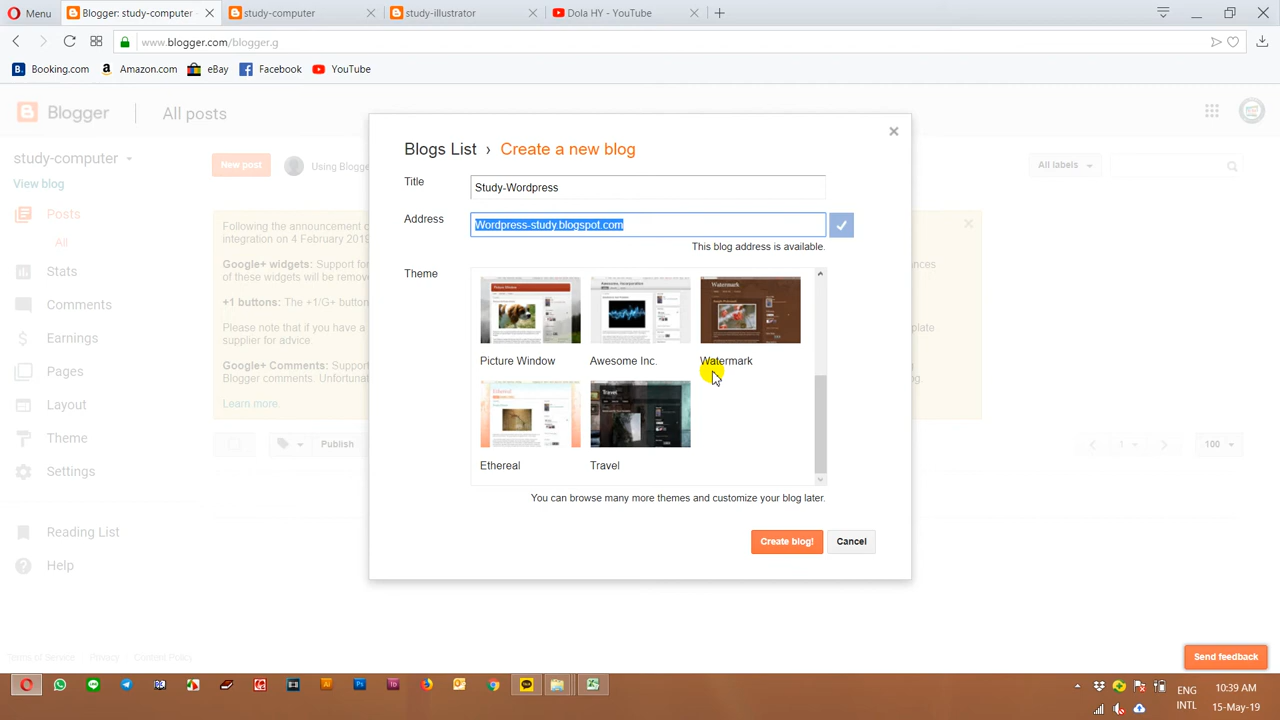 Menu
Blogger: study-computer
study-computer
study-illustrator
Dola HY - YouTube
www.blogger.com/blogger.g
Booking.com
Amazon.com
eBay
Facebook
YouTube
Blogger
All posts
study-computer
View blog
New post
Using Blogger
All labels
Posts
All
Stats
Comments
Earnings
Pages
Layout
Theme
Settings
Reading List
Help
Following the announcement
integration on 4 February 2019
Google+ widgets: Support for
of these widgets will be remov
+1 buttons: The +1/G+ button
Please note that if you have a
supplier for advice.
Google+ Comments: Support
Blogger comments. Unfortunat
Learn more.
Publish
1
100
Blogs List › Create a new blog
Title
Study-Wordpress
Address
Wordpress-study.blogspot.com
This blog address is available.
Theme
Picture Window
Awesome Inc.
Watermark
Ethereal
Travel
You can browse many more themes and customize your blog later.
Create blog!
Cancel
Terms of Service
Privacy
Content Policy
Send feedback
ENG
INTL
10:39 AM
15-May-19